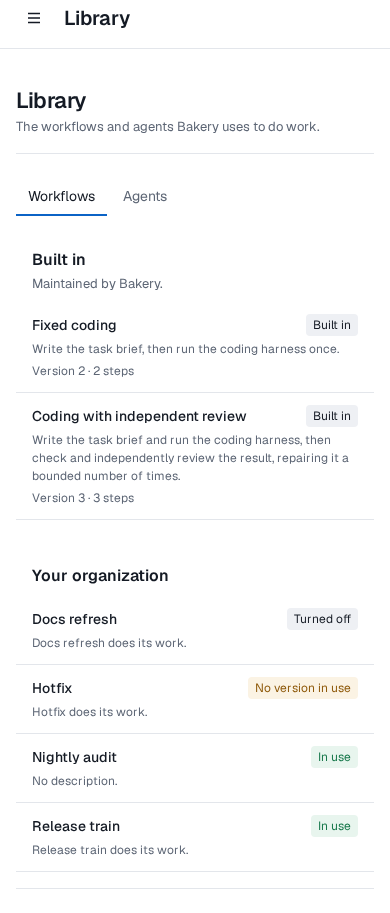 Library
Library
The workflows and agents Bakery uses to do work.
Workflows Agents
Built in
Maintained by Bakery.
Fixed coding Built in
Write the task brief, then run the coding harness once.
Version 2 · 2 steps
Coding with independent review Built in
Write the task brief and run the coding harness, then
check and independently review the result, repairing it a
bounded number of times.
Version 3 · 3 steps
Your organization
Docs refresh Turned off
Docs refresh does its work.
Hotfix No version in use
Hotfix does its work.
Nightly audit In use
No description.
Release train In use
Release train does its work.